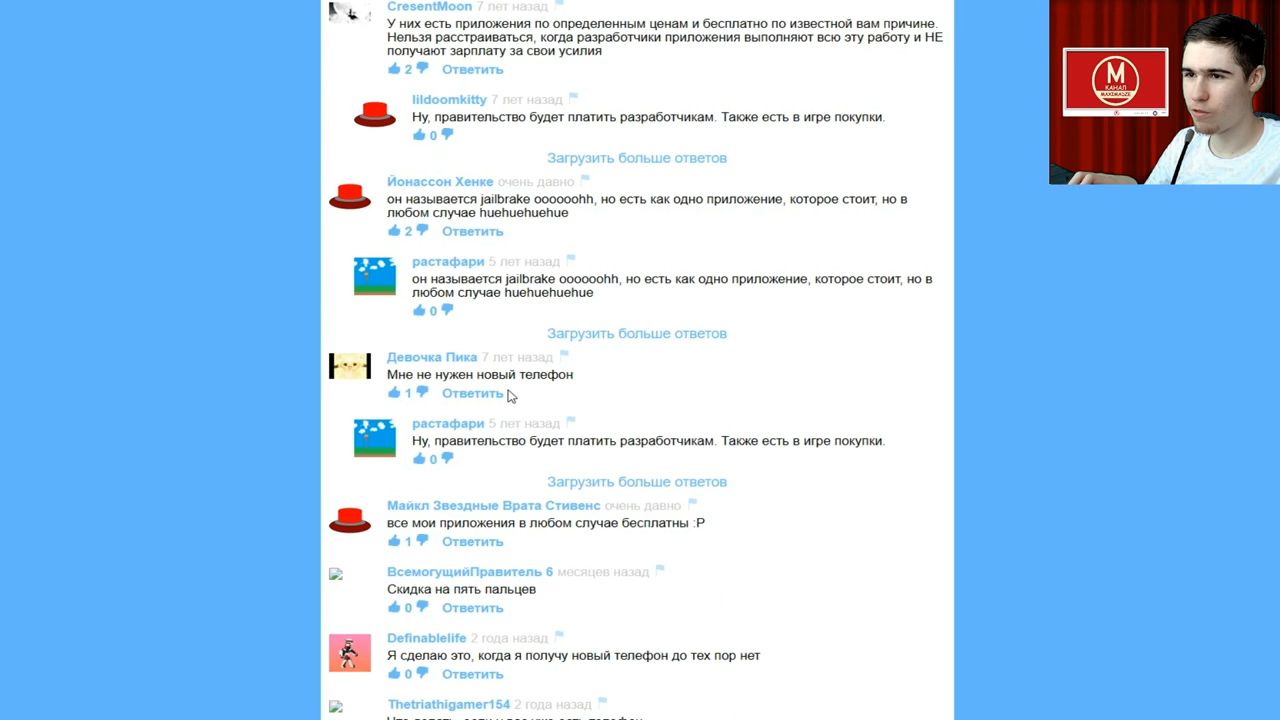 CresentMoon 7 лет назад
У них есть приложения по определенным ценам и бесплатно по известной вам причине.
Нельзя расстраиваться, когда разработчики приложения выполняют всю эту работу и НЕ
получают зарплату за свои усилия
2 Ответить
lildoomkitty 7 лет назад
Ну, правительство будет платить разработчикам. Также есть в игре покупки.
0
Загрузить больше ответов
Йонассон Хенке очень давно
он называется jailbrake oooooohh, но есть как одно приложение, которое стоит, но в
любом случае huehuehuehue
2 Ответить
растафари 5 лет назад
он называется jailbrake oooooohh, но есть как одно приложение, которое стоит, но в
любом случае huehuehuehue
0
Загрузить больше ответов
Девочка Пика 7 лет назад
Мне не нужен новый телефон
1 Ответить
растафари 5 лет назад
Ну, правительство будет платить разработчикам. Также есть в игре покупки.
0
Загрузить больше ответов
Майкл Звездные Врата Стивенс очень давно
все мои приложения в любом случае бесплатны :P
1 Ответить
ВсемогущийПравитель 6 месяцев назад
Скидка на пять пальцев
0 Ответить
Definablelife 2 года назад
Я сделаю это, когда я получу новый телефон до тех пор нет
0 Ответить
Thetriathigamer154 2 года назад
M
КАНАЛ
MAXIMADZE